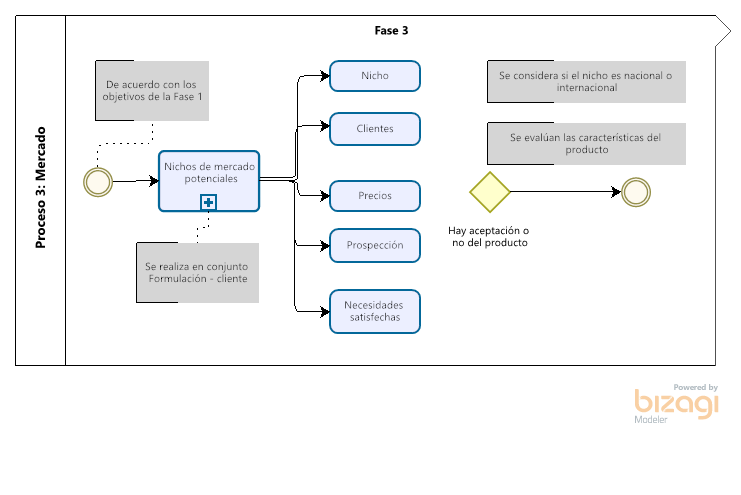 Fase 3
Proceso 3: Mercado
De acuerdo con los
objetivos de la Fase 1
Nichos de mercado
potenciales
Se realiza en conjunto
Formulación - cliente
Nicho
Clientes
Precios
Prospección
Necesidades
satisfechas
Se considera si el nicho es nacional o
internacional
Se evalúan las características del
producto
Hay aceptación o
no del producto
Powered by
bizagi
Modeler